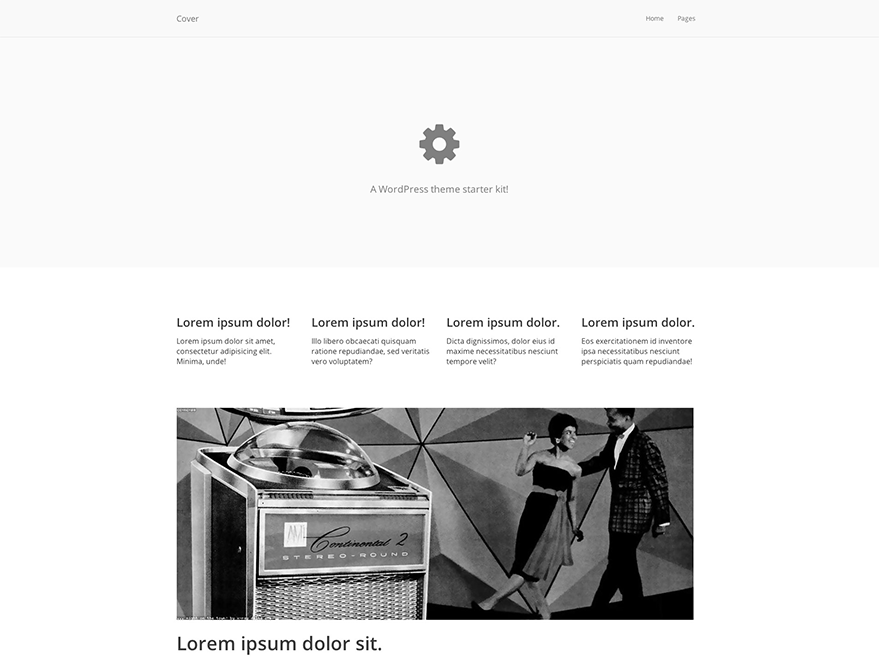 Cover
Home Pages
A WordPress theme starter kit!
Lorem ipsum dolor!
Lorem ipsum dolor sit amet,
consectetur adipisicing elit.
Minima, unde!
Lorem ipsum dolor!
Illo libero obcaecati quisquam
ratione repudiandae, sed veritatis
vero voluptatem?
Lorem ipsum dolor.
Dicta dignissimos, dolor eius id
maxime necessitatibus nesciunt
tempore velit?
Lorem ipsum dolor.
Eos exercitationem id inventore
ipsa necessitatibus nesciunt
perspiciatis quam repudiandae!
AMi
Continental 2
STEREO-ROUND
Lorem ipsum dolor sit.